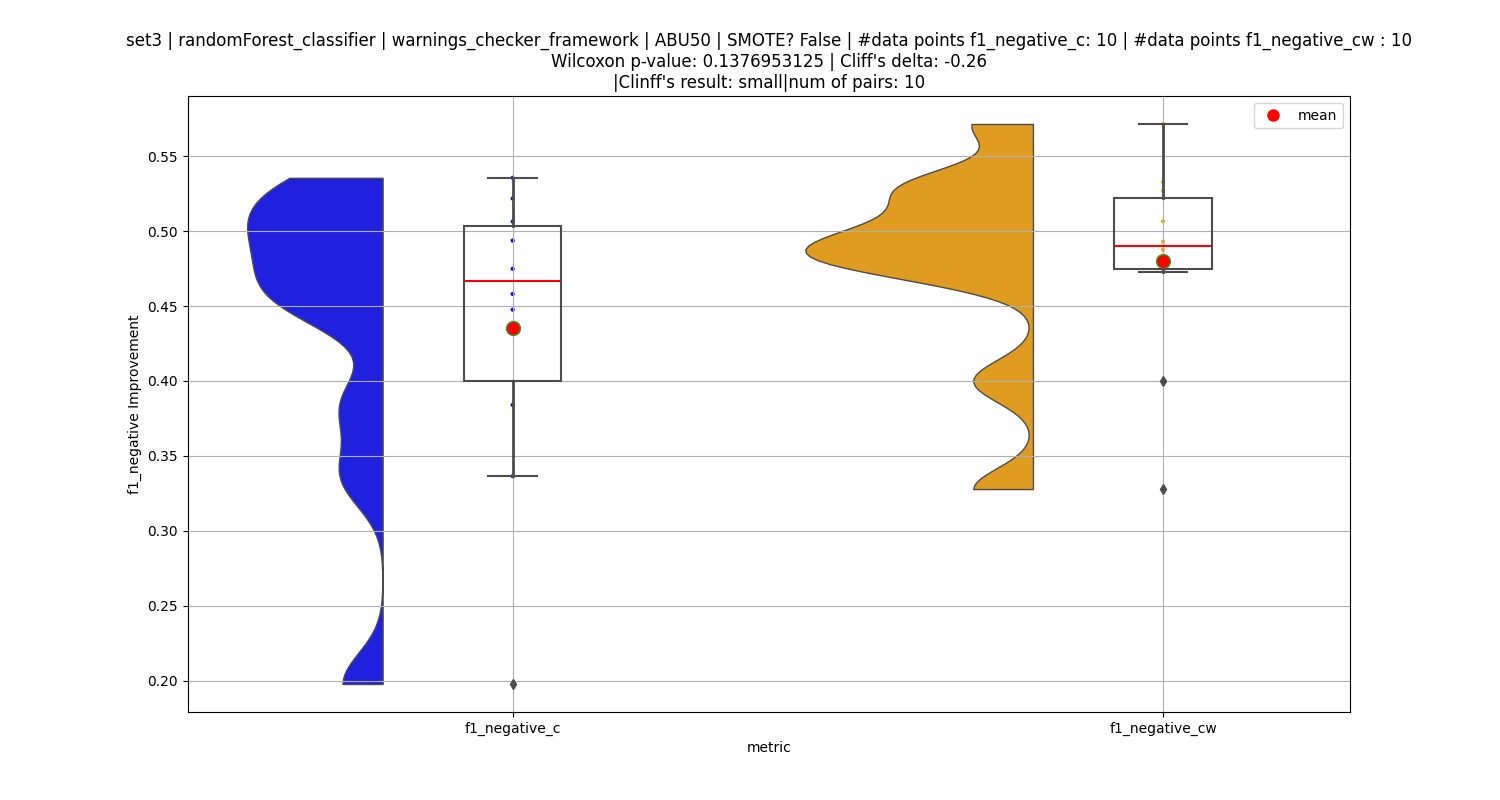 set3 | randomForest_classifier | warnings_checker_framework | ABU50 | SMOTE? False | #data points f1_negative_c: 10 | #data points f1_negative_cw : 10
Wilcoxon p-value: 0.1376953125 | Cliff's delta: -0.26
|Clinff's result: small|num of pairs: 10
mean
0.55
0.50
0.45
0.40
0.35
0.30
0.25
0.20
f1_negative Improvement
f1_negative_c
f1_negative_cw
metric